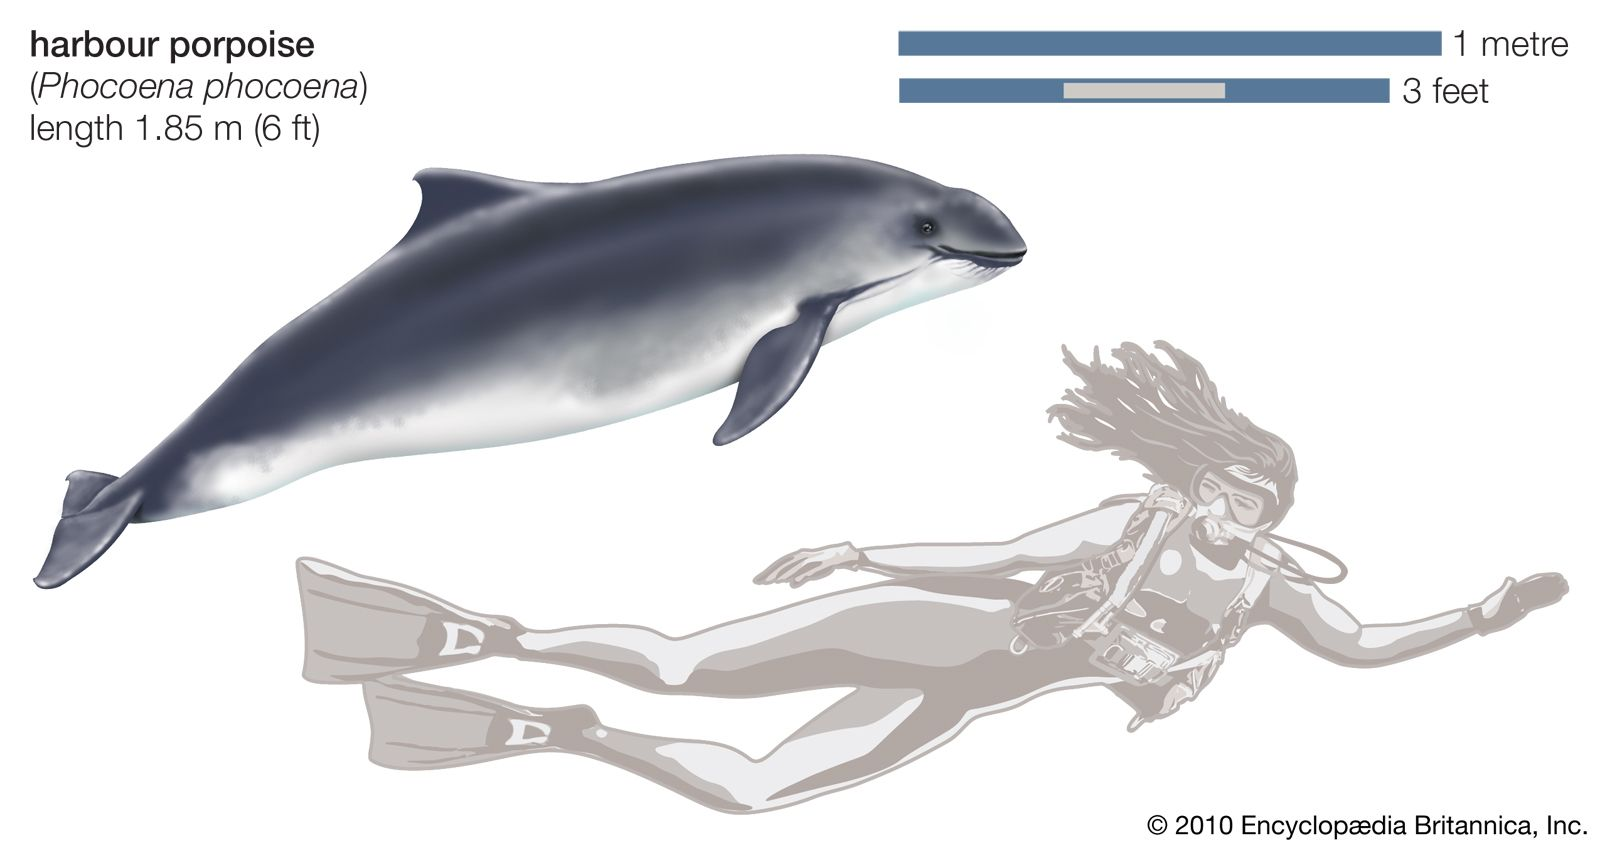 harbour porpoise
(Phocoena phocoena)
length 1.85 m (6 ft)
1 metre
3 feet
© 2010 Encyclopædia Britannica, Inc.